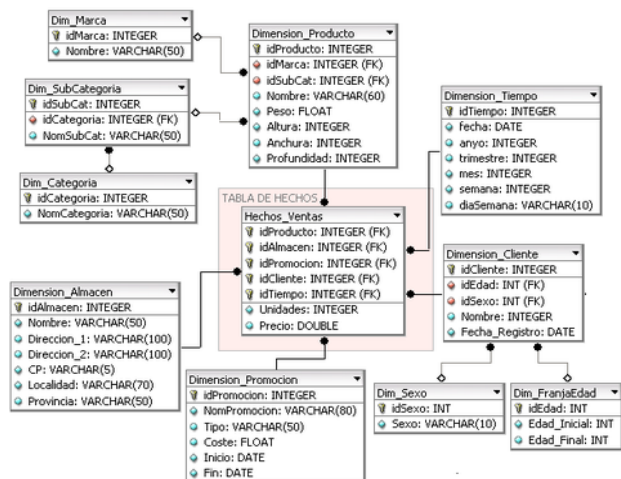 Dim_Marca
idMarca: INTEGER
Nombre: VARCHAR(50)
Dim_SubCategoria
idSubCat: INTEGER
idCategoria: INTEGER (FK)
NomSubCat: VARCHAR(50)
Dim_Categoria
idCategoria: INTEGER
NomCategoria: VARCHAR(50)
Dimension_Producto
idProducto: INTEGER
idMarca: INTEGER (FK)
idSubCat: INTEGER (FK)
Nombre: VARCHAR(60)
Peso: FLOAT
Altura: INTEGER
Anchura: INTEGER
Profundidad: INTEGER
Dimension_Tiempo
idTiempo: INTEGER
fecha: DATE
anyo: INTEGER
trimestre: INTEGER
mes: INTEGER
semana: INTEGER
diaSemana: VARCHAR(10)
TABLA DE HECHOS
Hechos_Ventas
idProducto: INTEGER (FK)
idAlmacen: INTEGER (FK)
idPromocion: INTEGER (FK)
idCliente: INTEGER (FK)
idTiempo: INTEGER (FK)
Unidades: INTEGER
Precio: DOUBLE
Dimension_Cliente
idCliente: INTEGER
idEdad: INT (FK)
idSexo: INT (FK)
Nombre: INTEGER
Fecha_Registro: DATE
Dimension_Almacen
idAlmacen: INTEGER
Nombre: VARCHAR(50)
Direccion_1: VARCHAR(100)
Direccion_2: VARCHAR(100)
CP: VARCHAR(5)
Localidad: VARCHAR(70)
Provincia: VARCHAR(50)
Dimension_Promocion
idPromocion: INTEGER
NomPromocion: VARCHAR(80)
Tipo: VARCHAR(50)
Coste: FLOAT
Inicio: DATE
Fin: DATE
Dim_Sexo
idSexo: INT
Sexo: VARCHAR(10)
Dim_FranjaEdad
idEdad: INT
Edad_Inicial: INT
Edad_Final: INT